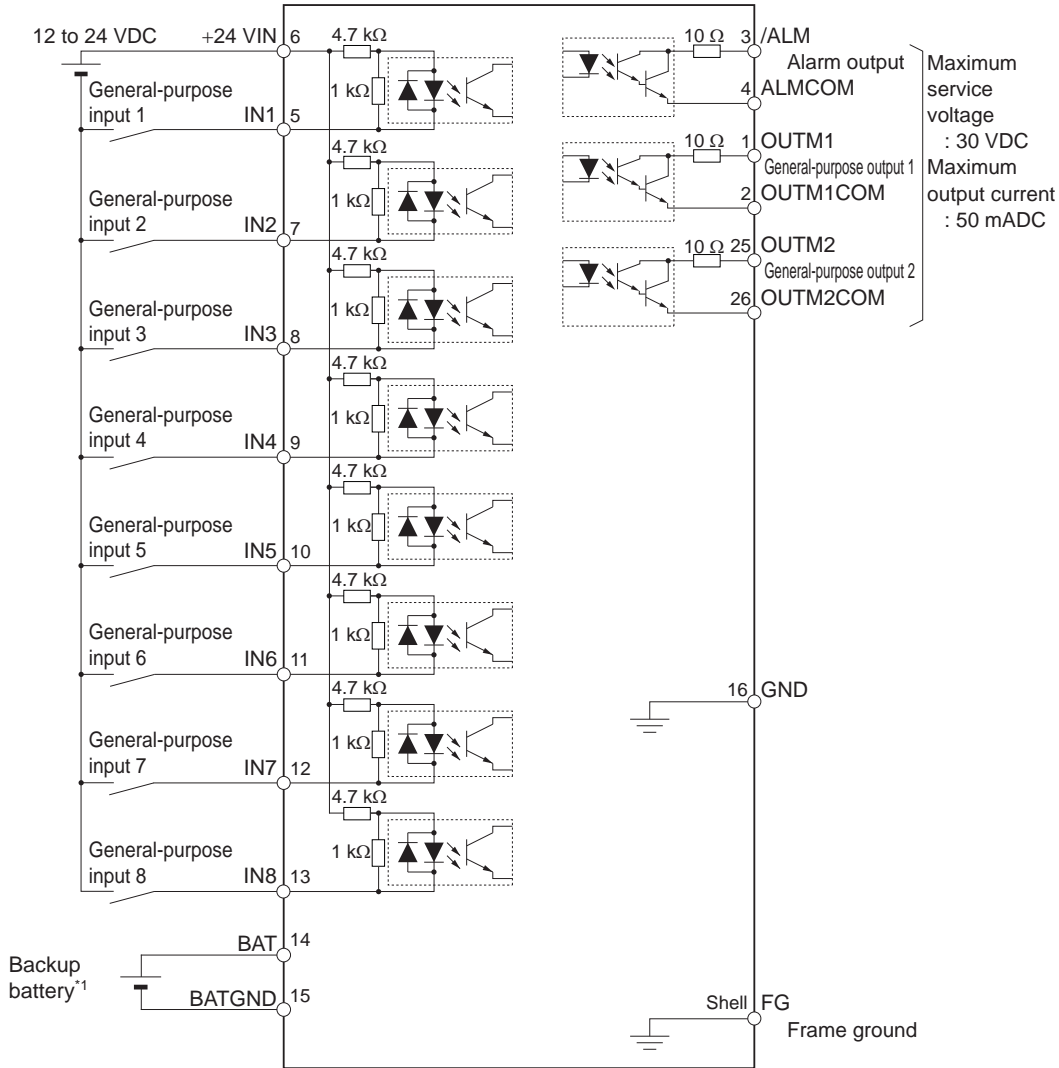 12 to 24 VDC
+24 VIN 6
4.7 kΩ
1 kΩ
General-purpose
input 1
IN1 5
4.7 kΩ
1 kΩ
General-purpose
input 2
IN2 7
4.7 kΩ
1 kΩ
General-purpose
input 3
IN3 8
4.7 kΩ
1 kΩ
General-purpose
input 4
IN4 9
4.7 kΩ
1 kΩ
General-purpose
input 5
IN5 10
4.7 kΩ
1 kΩ
General-purpose
input 6
IN6 11
4.7 kΩ
1 kΩ
General-purpose
input 7
IN7 12
4.7 kΩ
1 kΩ
General-purpose
input 8
IN8 13
BAT 14
Backup
battery*1
BATGND 15
10 Ω 3 /ALM
Alarm output
4 ALMCOM
10 Ω 1 OUTM1
General-purpose output 1
2 OUTM1COM
10 Ω 25 OUTM2
General-purpose output 2
26 OUTM2COM
Maximum
service
voltage
: 30 VDC
Maximum
output current
: 50 mADC
16 GND
Shell FG
Frame ground